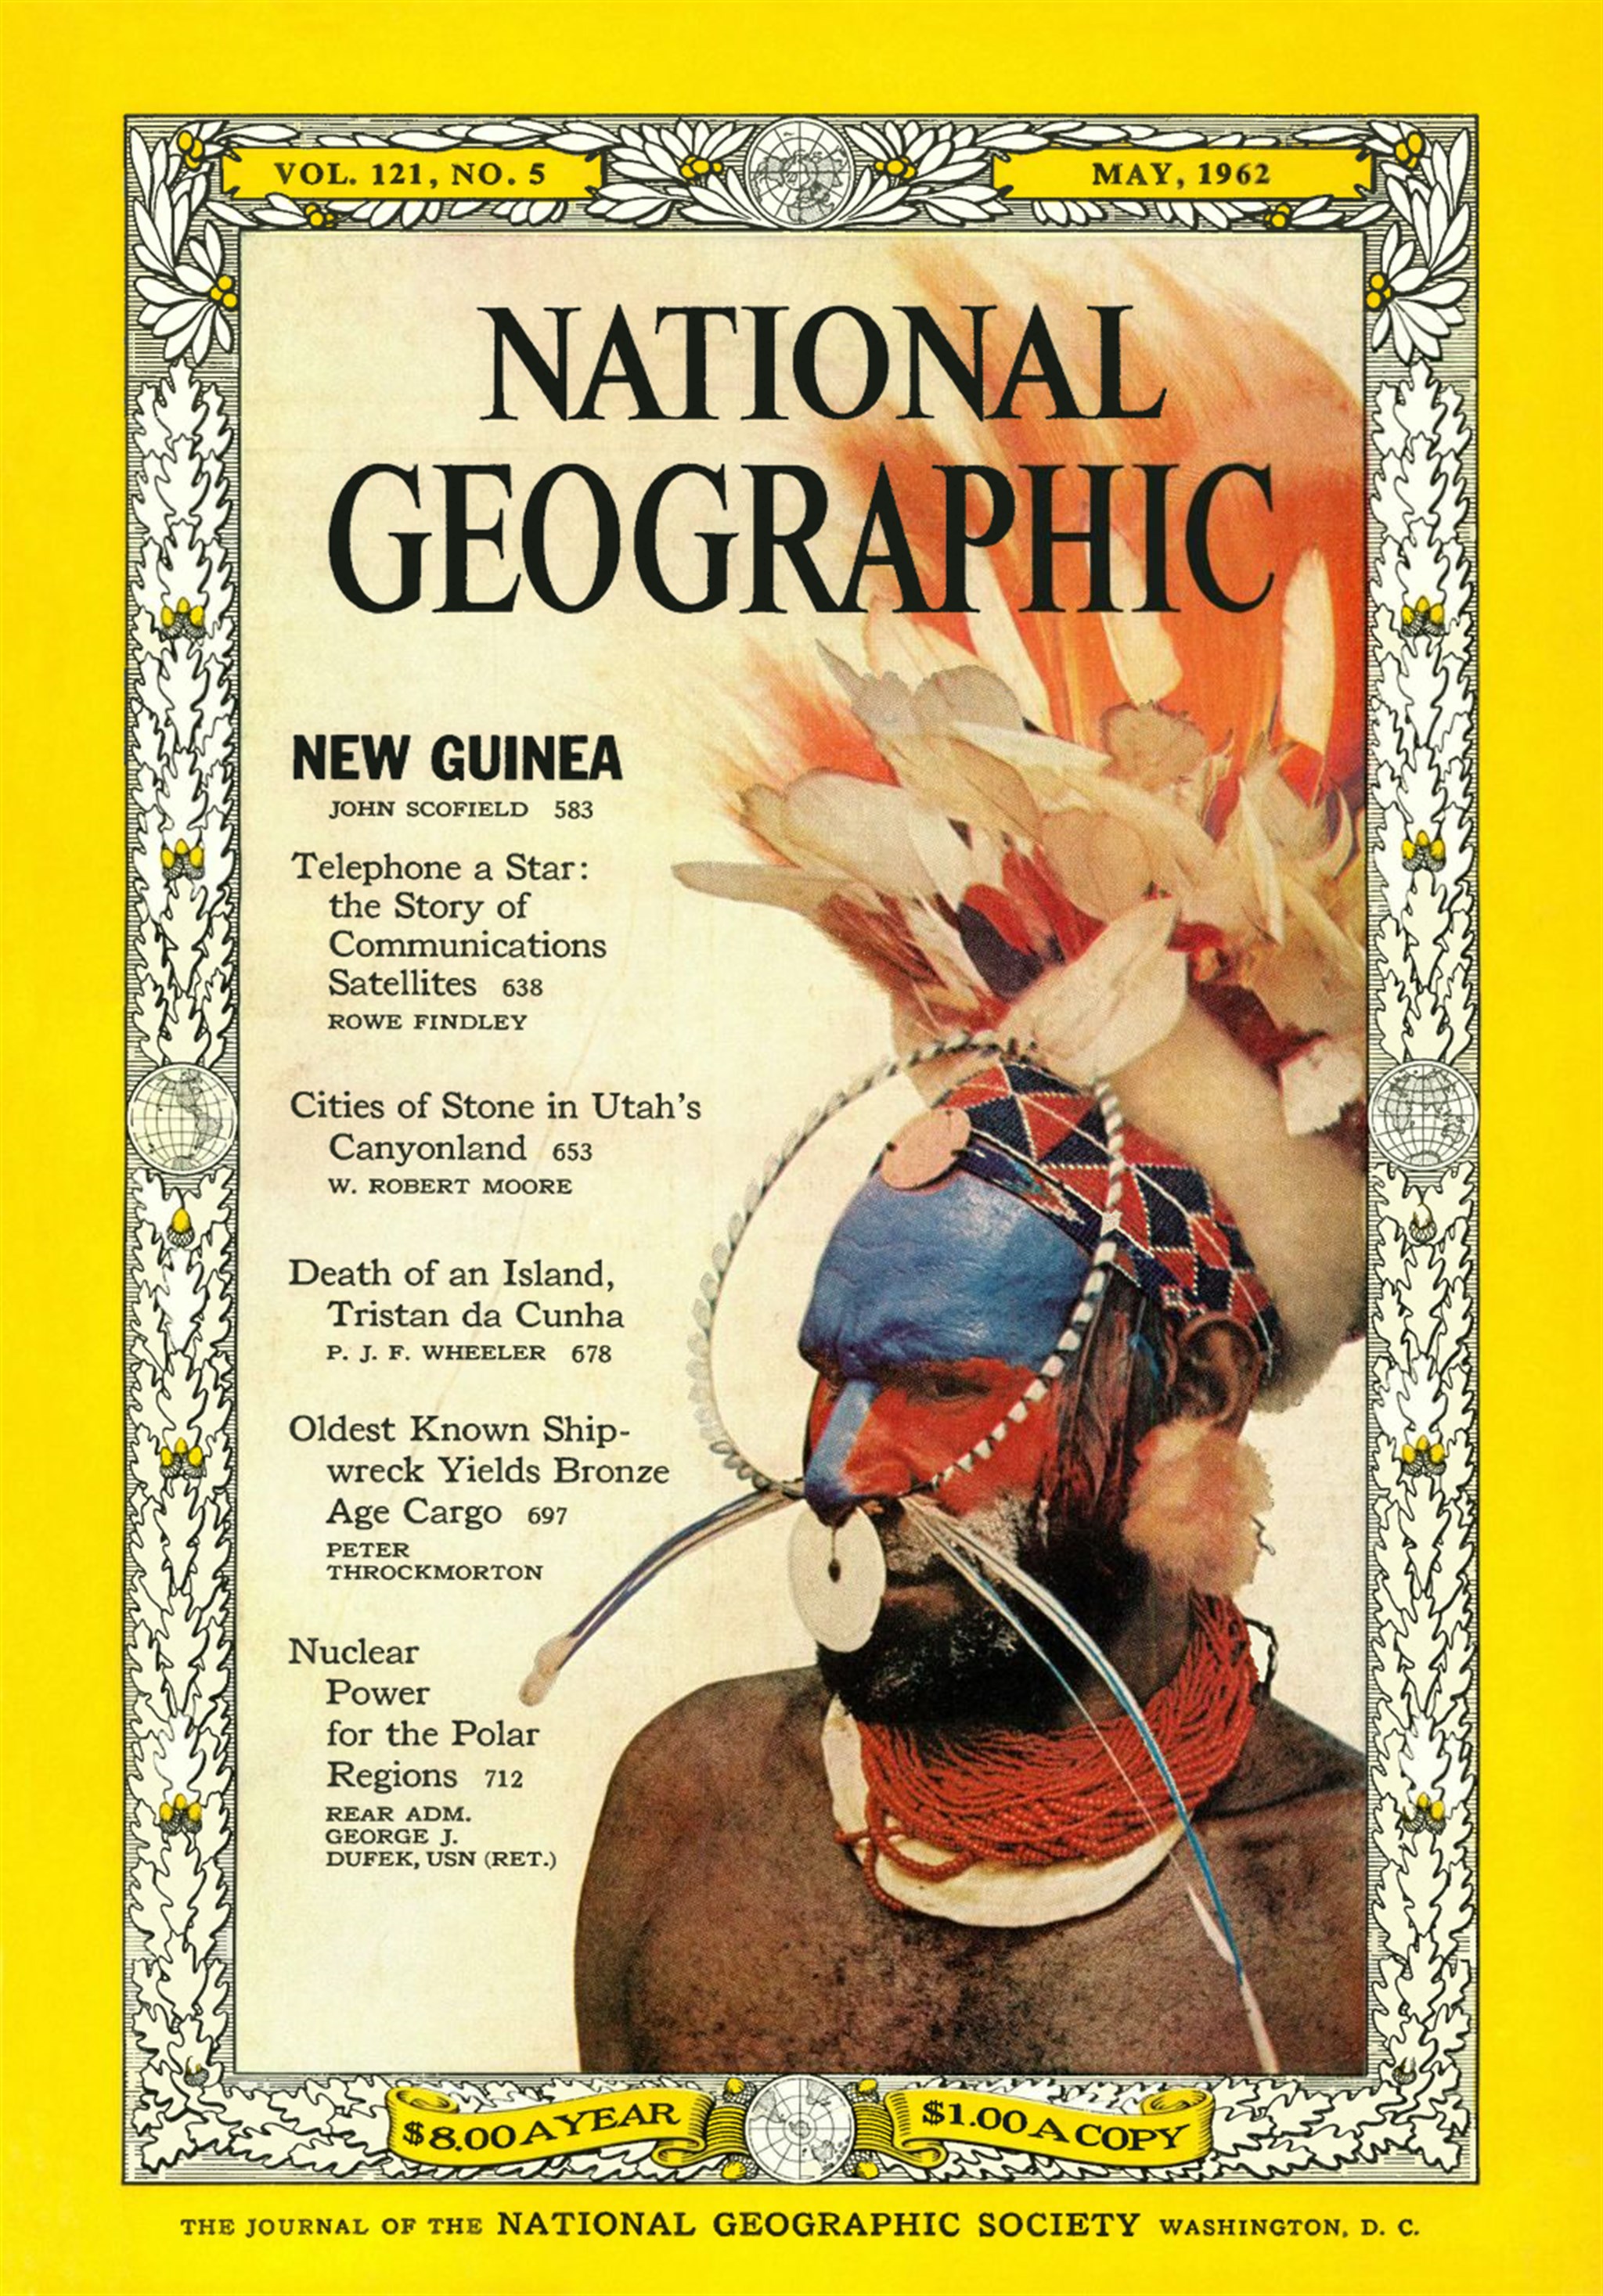 VOL. 121, NO. 5
MAY, 1962
NATIONAL
GEOGRAPHIC
NEW GUINEA
JOHN SCOFIELD 583
Telephone a Star:
the Story of
Communications
Satellites 638
ROWE FINDLEY
Cities of Stone in Utah's
Canyonland 653
W. ROBERT MOORE
Death of an Island,
Tristan da Cunha
P. J. F. WHEELER 678
Oldest Known Ship-
wreck Yields Bronze
Age Cargo 697
PETER
THROCKMORTON
Nuclear
Power
for the Polar
Regions 712
REAR ADM.
GEORGE J.
DUFEK, USN (RET.)
$8.00 A YEAR
$1.00 A COPY
THE JOURNAL OF THE NATIONAL GEOGRAPHIC SOCIETY WASHINGTON, D. C.